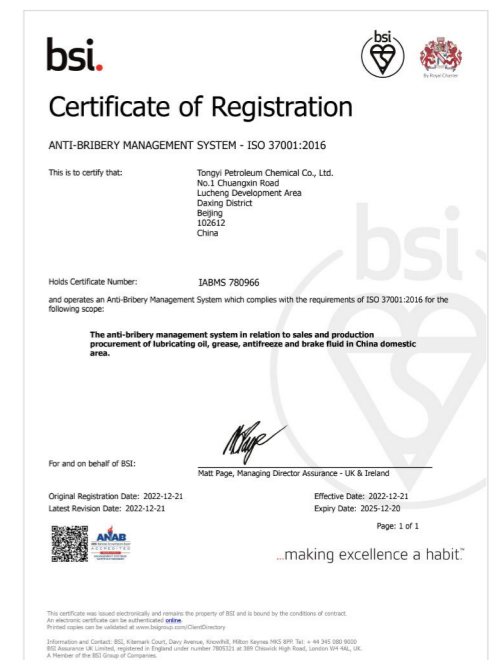 bsi.
bsi
By Royal Charter
Certificate of Registration
ANTI-BRIBERY MANAGEMENT SYSTEM - ISO 37001:2016
This is to certify that:
Tongyi Petroleum Chemical Co., Ltd.
No.1 Chuangxin Road
Lucheng Development Area
Daxing District
Beijing
102612
China
bsi.
Holds Certificate Number:
IABMS 780966
and operates an Anti-Bribery Management System which complies with the requirements of ISO 37001:2016 for the
following scope:
The anti-bribery management system in relation to sales and production
procurement of lubricating oil, grease, antifreeze and brake fluid in China domestic
area.
For and on behalf of BSI:
Matt Page, Managing Director Assurance - UK & Ireland
Original Registration Date: 2022-12-21
Effective Date: 2022-12-21
Latest Revision Date: 2022-12-21
Expiry Date: 2025-12-20
Page: 1 of 1
ANAB
ACCREDITED
...making excellence a habit.™
This certificate was issued electronically and remains the property of BSI and is bound by the conditions of contract.
An electronic certificate can be authenticated online.
Printed copies can be validated at www.bsigroup.com/ClientDirectory
Information and Contact: BSI, Kitemark Court, Davy Avenue, Knowlhill, Milton Keynes MK5 8PP. Tel: + 44 345 080 9000
BSI Assurance UK Limited, registered in England under number 7805321 at 389 Chiswick High Road, London W4 4AL, UK.
A Member of the BSI Group of Companies.